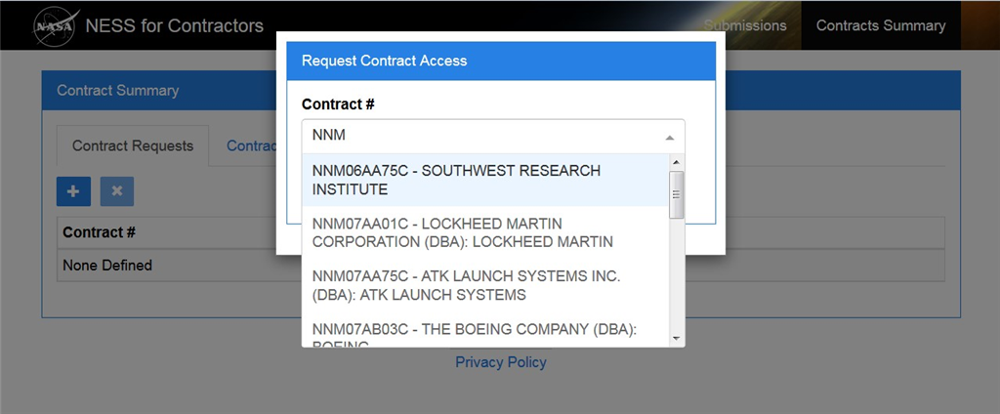 NASA
NESS for Contractors
Submissions
Contracts Summary
Request Contract Access
Contract Summary
Contract #
Contract Requests
Contrac
NNM
NNM06AA75C - SOUTHWEST RESEARCH
INSTITUTE
NNM07AA01C - LOCKHEED MARTIN
CORPORATION (DBA): LOCKHEED MARTIN
NNM07AA75C - ATK LAUNCH SYSTEMS INC.
(DBA): ATK LAUNCH SYSTEMS
NNM07AB03C - THE BOEING COMPANY (DBA):
BOEING
Contract #
None Defined
Privacy Policy